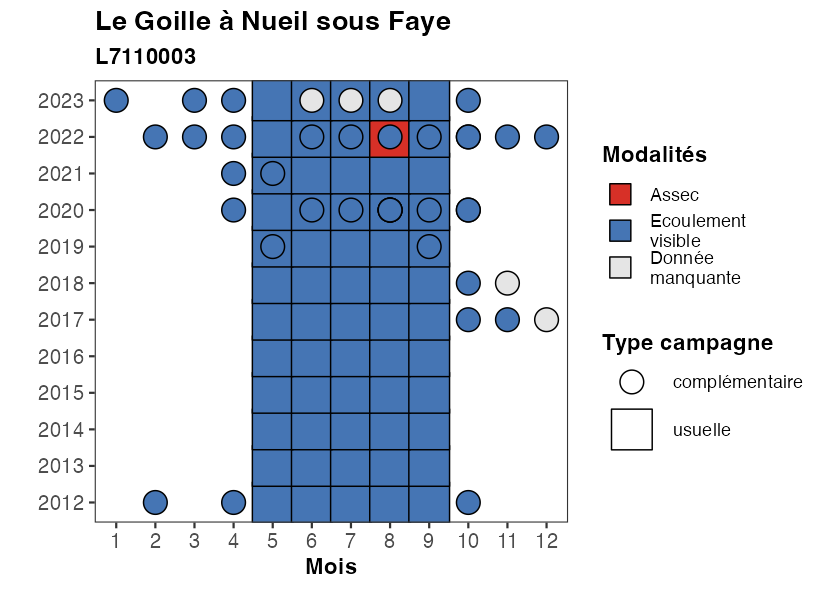 Le Goille à Nueil sous Faye
L7110003
2023
2022
2021
2020
2019
2018
2017
2016
2015
2014
2013
2012
1 2 3 4 5 6 7 8 9 10 11 12
Mois
Modalités
Assec
Ecoulement
visible
Donnée
manquante
Type campagne
complémentaire
usuelle